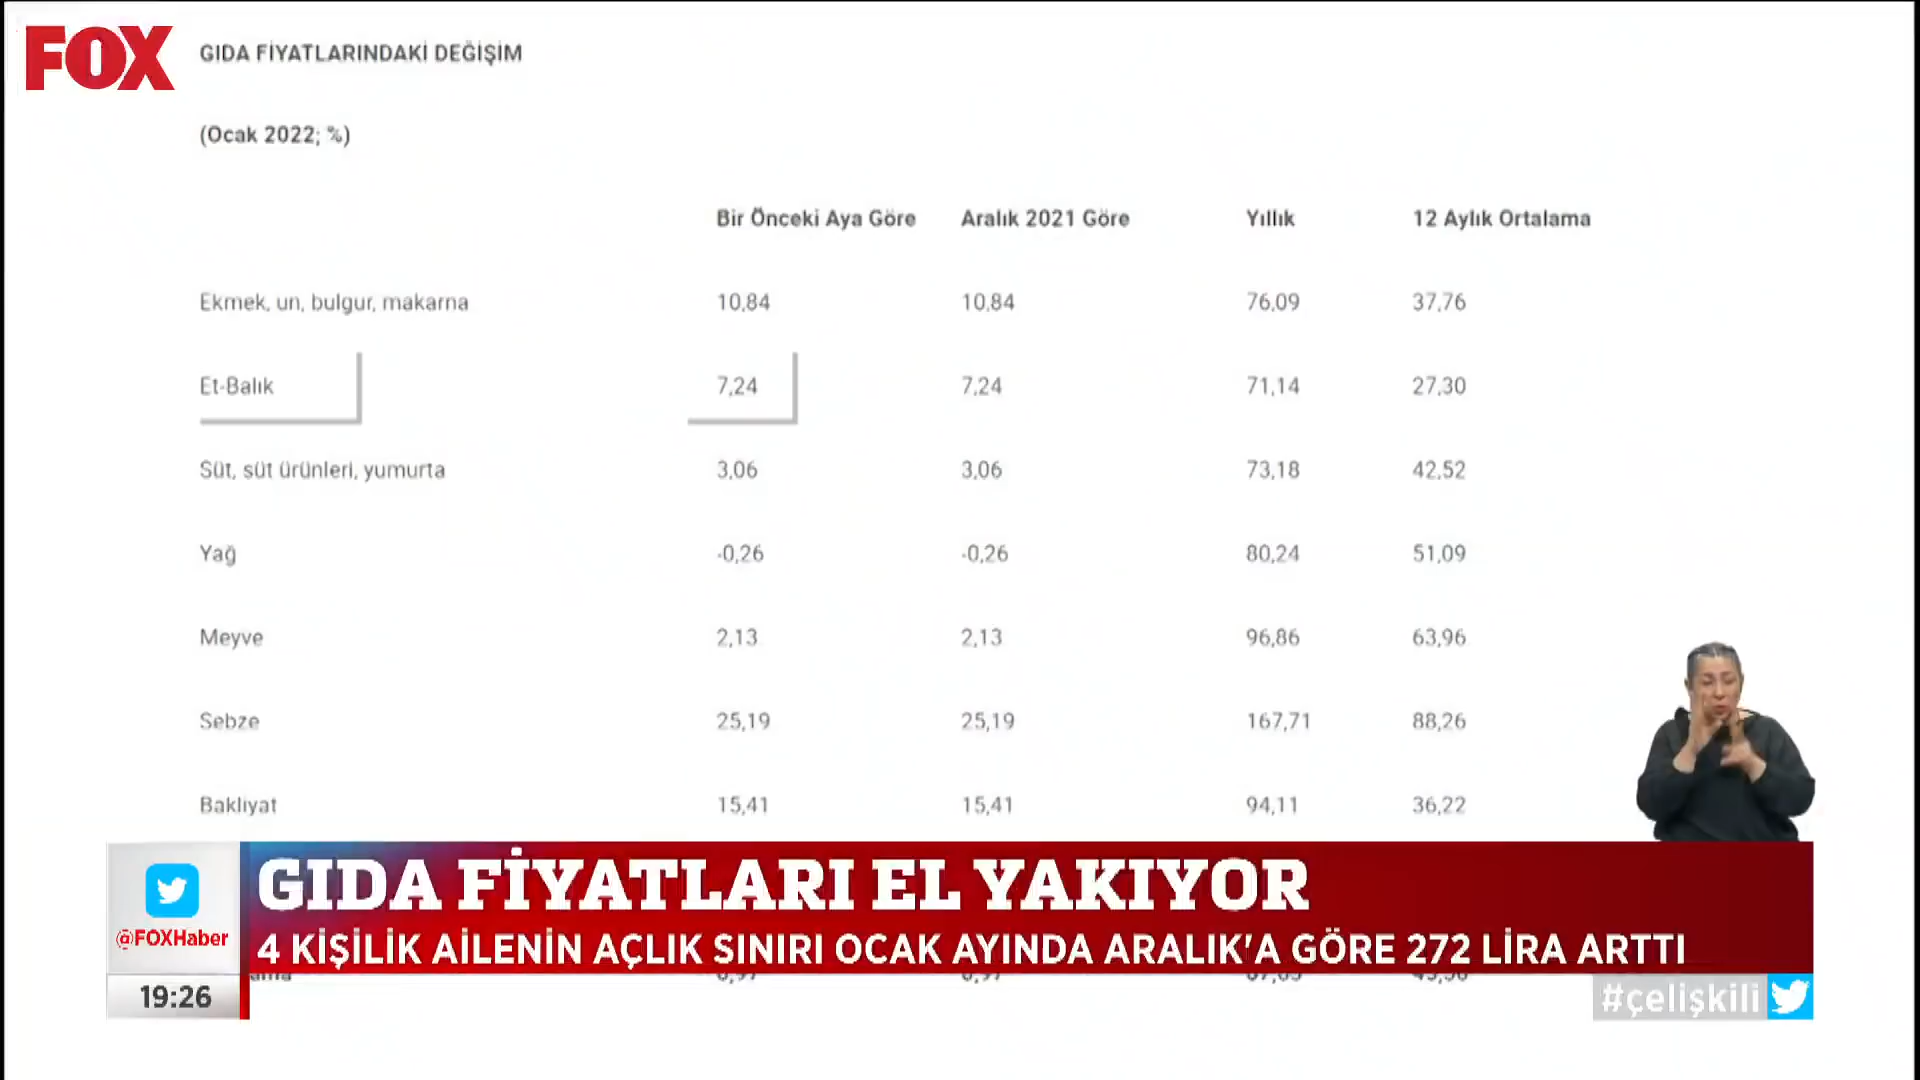 FOX
GIDA FİYATLARINDAKİ DEĞİŞİM
(Ocak 2022; %)
Bir Önceki Aya Göre Aralık 2021 Göre Yıllık 12 Aylık Ortalama
Ekmek, un, bulgur, makarna 10,84 10,84 76,09 37,76
Et-Balık 7,24 7,24 71,14 27,30
Süt, süt ürünleri, yumurta 3,06 3,06 73,18 42,52
Yağ -0,26 -0,26 80,24 51,09
Meyve 2,13 2,13 96,86 63,96
Sebze 25,19 25,19 167,71 88,26
Bakliyat 15,41 15,41 94,11 36,22
GIDA FİYATLARI EL YAKIYOR
@FOXHaber
4 KİŞİLİK AİLENİN AÇLIK SINIRI OCAK AYINDA ARALIK'A GÖRE 272 LİRA ARTTI
19:26
#çelişkili